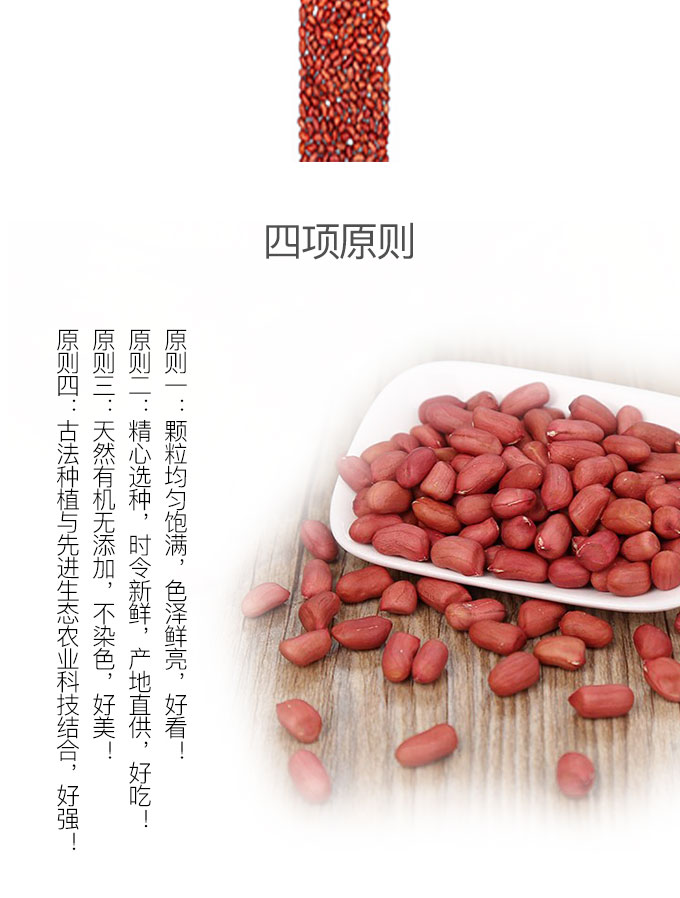 四项原则
原则一：颗粒均匀饱满，色泽鲜亮，好看！
原则二：精心选种，时令新鲜，产地直供，好吃！
原则三：天然有机无添加，不染色，好美！
原则四：古法种植与先进生态农业科技结合，好强！